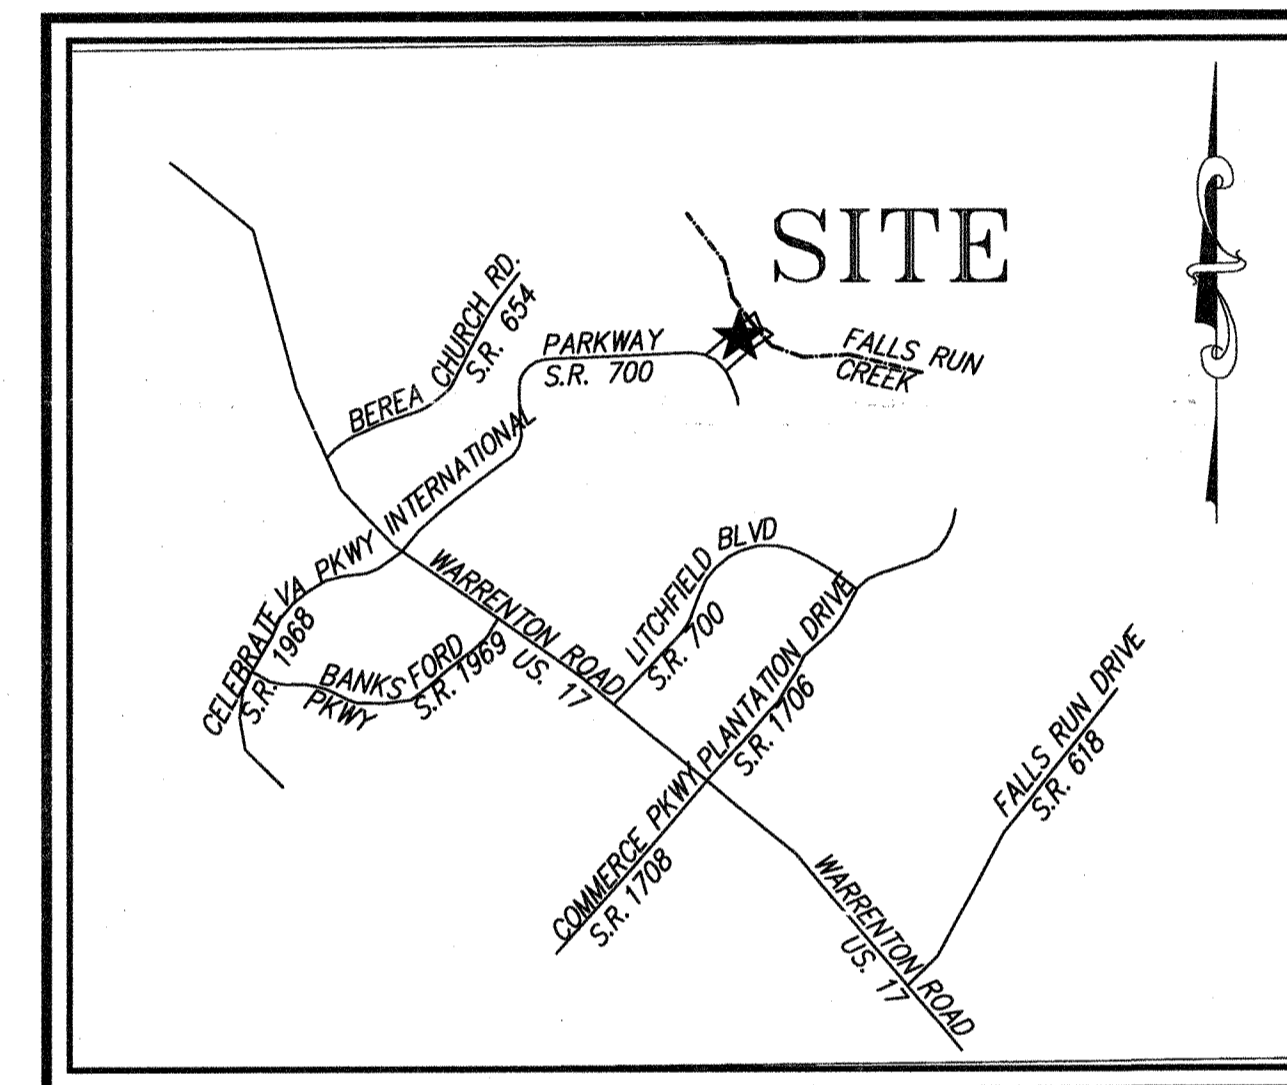 SITE
BEREA CHURCH RD.
S.R. 654
PARKWAY
S.R. 700
FALLS RUN
CREEK
INTERNATIONAL
CELEBRATE VA PKWY
S.R. 1968
BANKS FORD
PKWY
S.R. 1969
WARRENTON ROAD
US. 17
LITCHFIELD BLVD
S.R. 700
PLANTATION DRIVE
S.R. 1706
COMMERCE PKWY
S.R. 1708
FALLS RUN DRIVE
S.R. 618
WARRENTON ROAD
US. 17